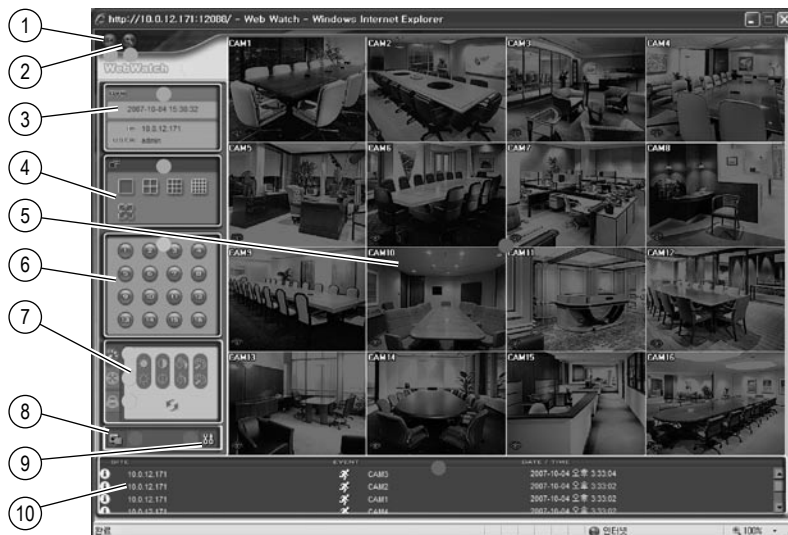 http://10.0.12.171:12088/ - Web Watch - Windows Internet Explorer
1
2
3
4
5
6
7
8
9
10
WebWatch
2007-10-04 15:38:32
10.0.12.171
admin
CAM1
CAM2
CAM3
CAM4
CAM5
CAM6
CAM7
CAM8
CAM9
CAM10
CAM11
CAM12
CAM13
CAM14
CAM15
CAM16
SITE EVENT DATE / TIME
10.0.12.171 CAM3 2007-10-04 오후 3:33:04
10.0.12.171 CAM2 2007-10-04 오후 3:33:02
10.0.12.171 CAM1 2007-10-04 오후 3:33:02
10.0.12.171 CAM4 2007-10-04 오후 3:33:02
완료 인터넷 100%